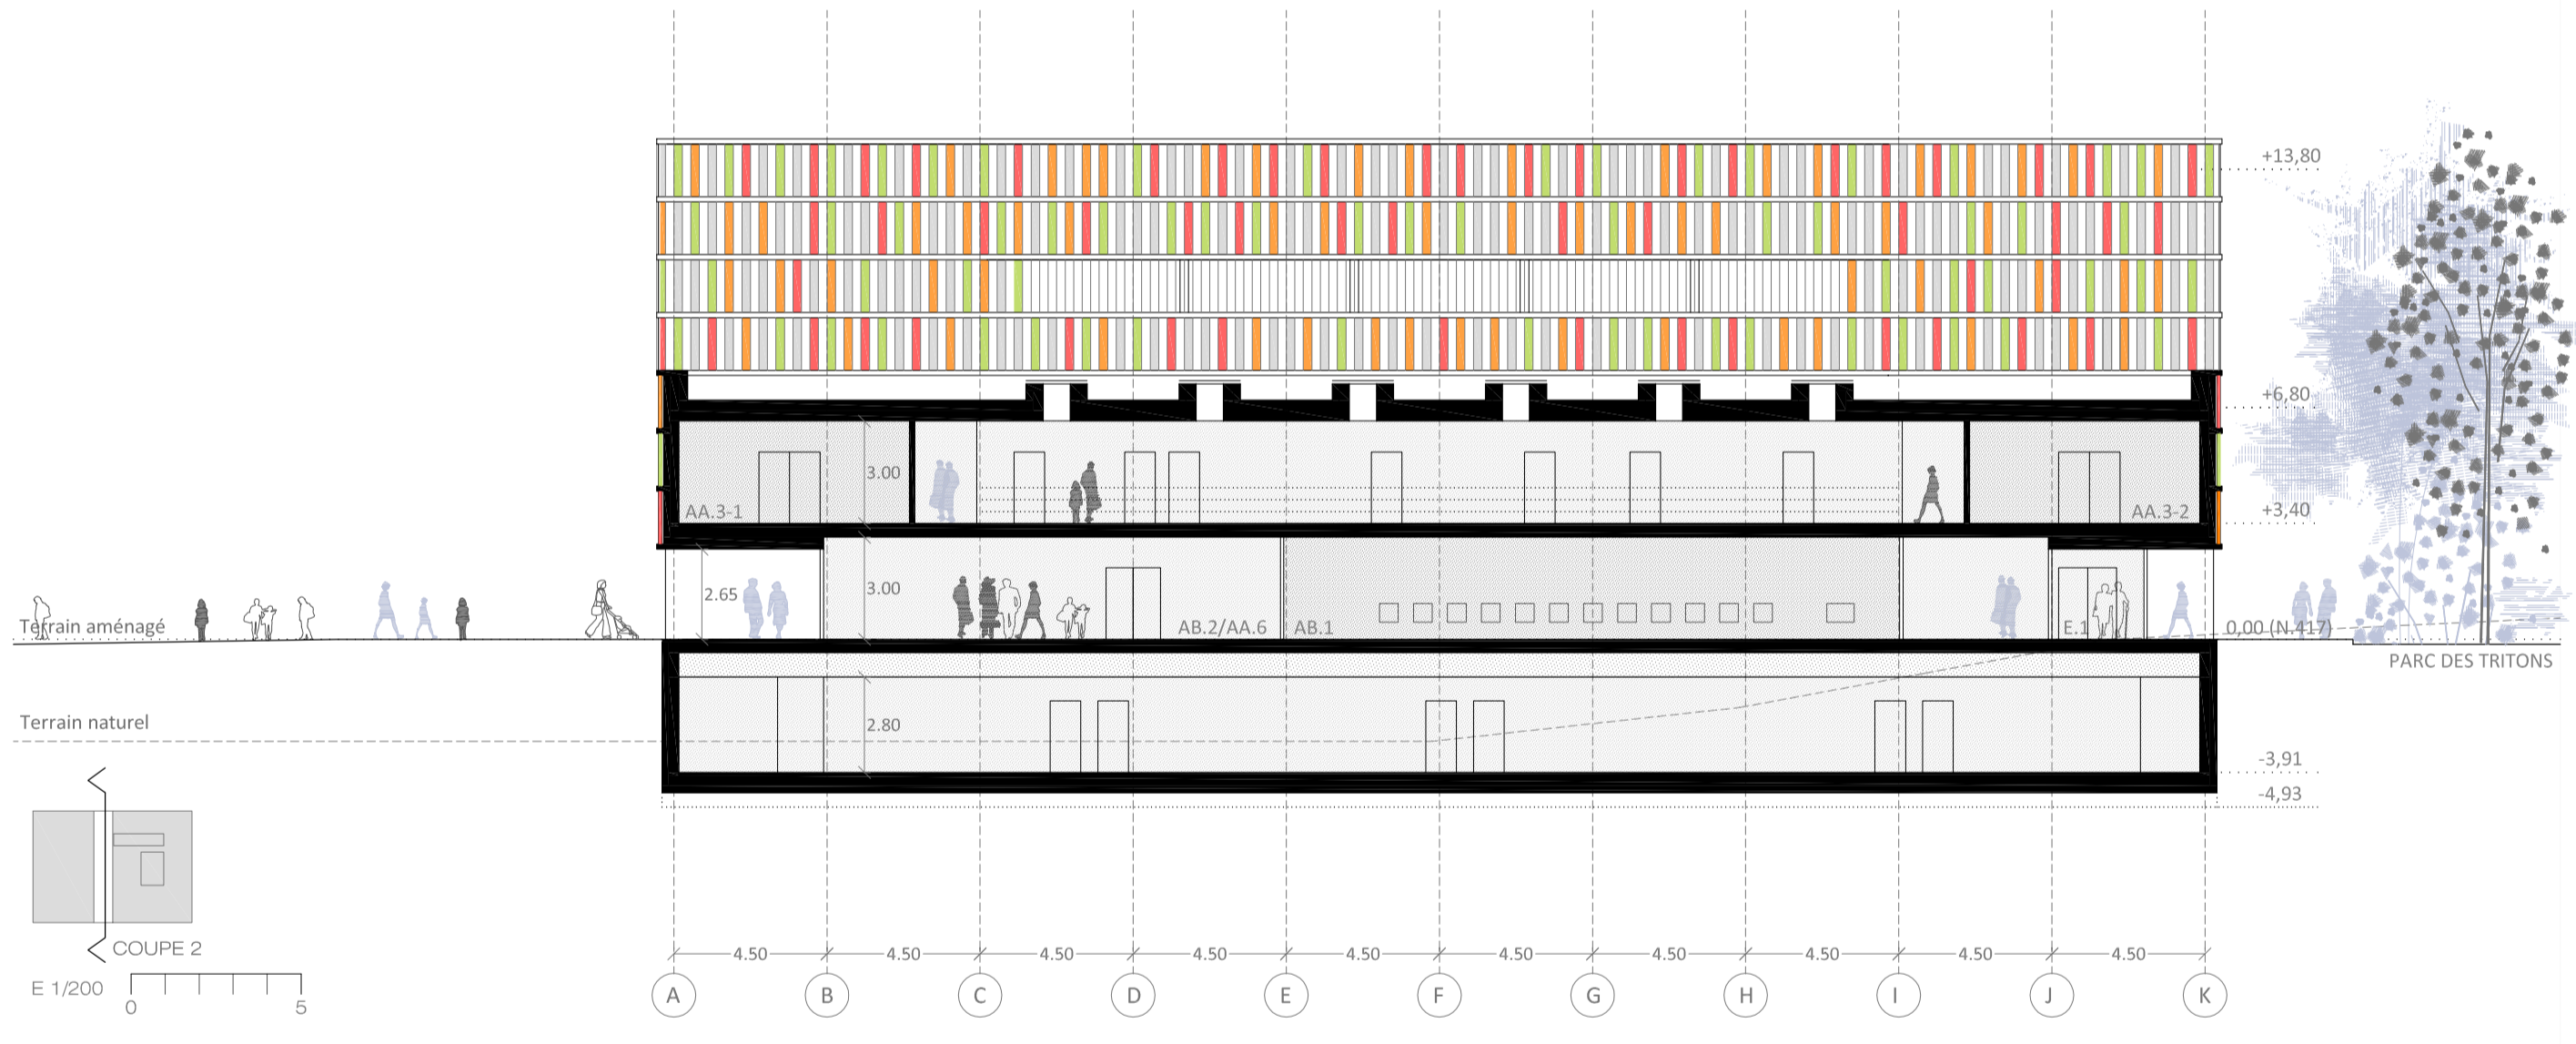 +13,80
+6,80
3.00
AA.3-1
AA.3-2
+3,40
2.65
3.00
Terrain aménagé
AB.2/AA.6
AB.1
E.1
0,00 (N.417)
PARC DES TRITONS
Terrain naturel
2.80
-3,91
-4,93
COUPE 2
4.50 4.50 4.50 4.50 4.50 4.50 4.50 4.50 4.50 4.50
E 1/200
0 5
A B C D E F G H I J K